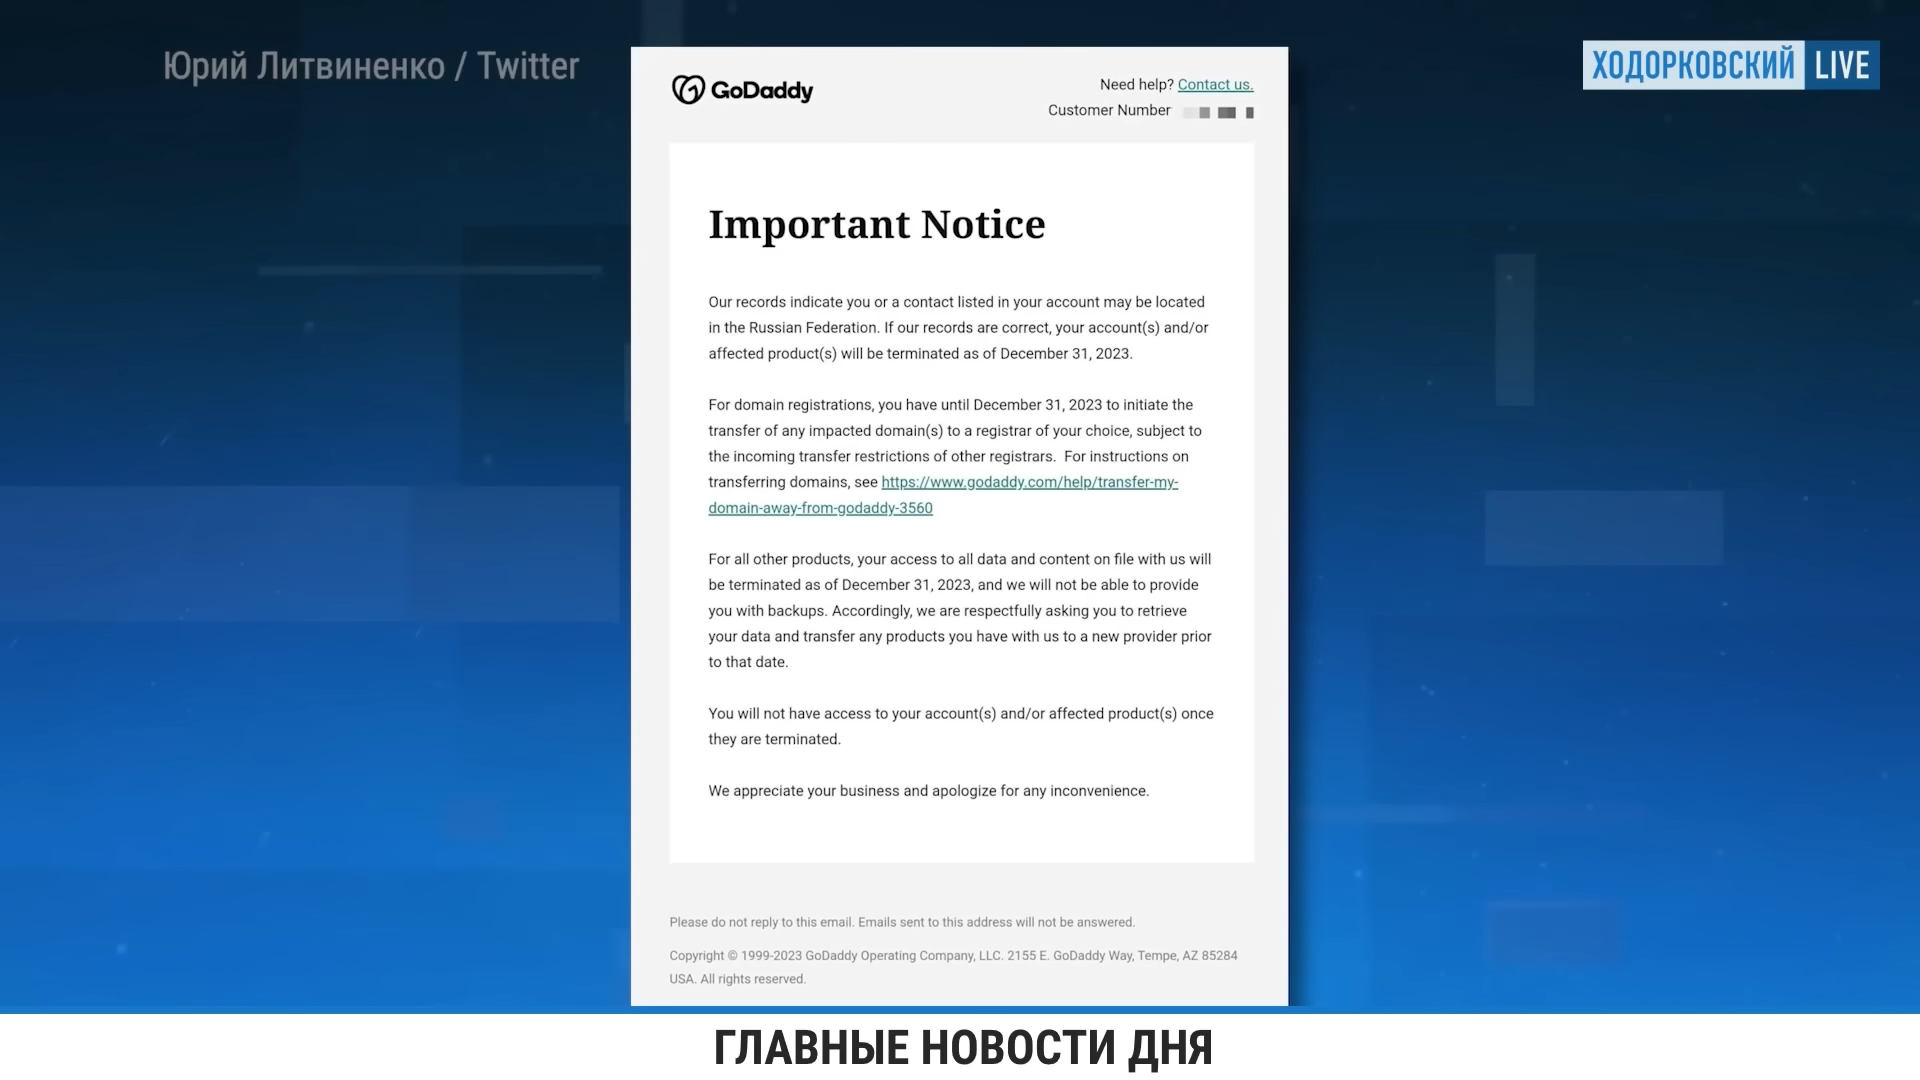 Юрий Литвиненко / Twitter
ХОДОРКОВСКИЙ LIVE
GoDaddy
Need help? Contact us.
Customer Number
Important Notice
Our records indicate you or a contact listed in your account may be located
in the Russian Federation. If our records are correct, your account(s) and/or
affected product(s) will be terminated as of December 31, 2023.
For domain registrations, you have until December 31, 2023 to initiate the
transfer of any impacted domain(s) to a registrar of your choice, subject to
the incoming transfer restrictions of other registrars.  For instructions on
transferring domains, see https://www.godaddy.com/help/transfer-my-
domain-away-from-godaddy-3560
For all other products, your access to all data and content on file with us will
be terminated as of December 31, 2023, and we will not be able to provide
you with backups. Accordingly, we are respectfully asking you to retrieve
your data and transfer any products you have with us to a new provider prior
to that date.
You will not have access to your account(s) and/or affected product(s) once
they are terminated.
We appreciate your business and apologize for any inconvenience.
Please do not reply to this email. Emails sent to this address will not be answered.
Copyright © 1999-2023 GoDaddy Operating Company, LLC. 2155 E. GoDaddy Way, Tempe, AZ 85284
USA. All rights reserved.
ГЛАВНЫЕ НОВОСТИ ДНЯ